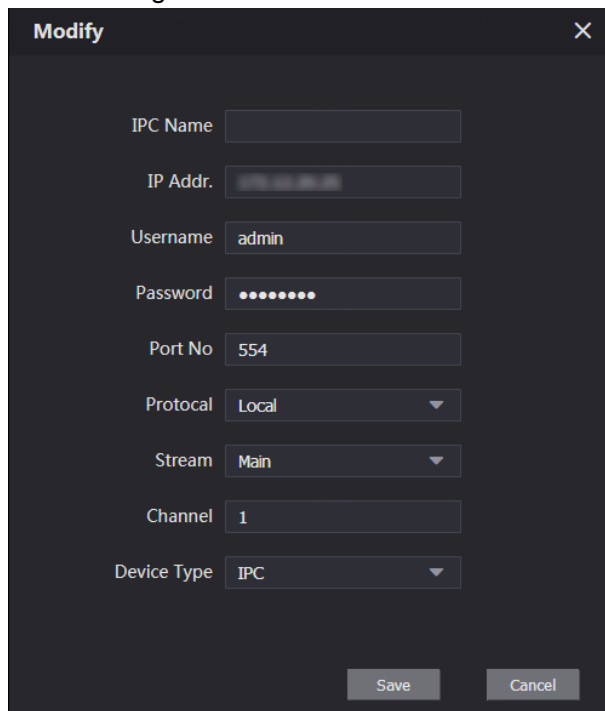 Modify
IPC Name
IP Addr.
Username admin
Password ••••••••
Port No 554
Protocal Local
Stream Main
Channel 1
Device Type IPC
Save Cancel